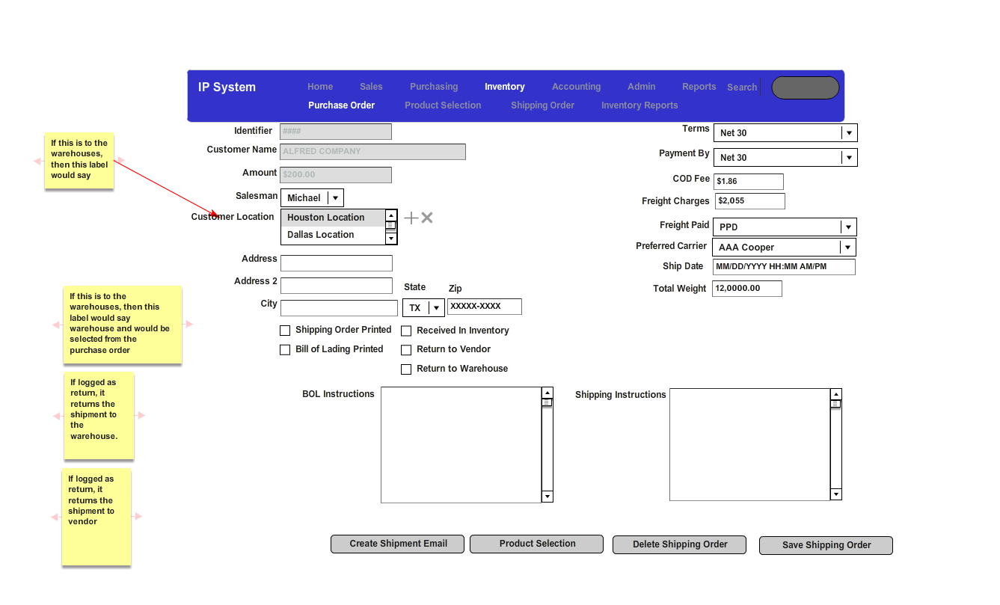 IP System
Home Sales Purchasing Inventory Accounting Admin Reports Search
Purchase Order Product Selection Shipping Order Inventory Reports
If this is to the
warehouses,
then this label
would say
Identifier ####
Customer Name ALFRED COMPANY
Amount $200.00
Salesman Michael
Customer Location Houston Location
Dallas Location
Address
Address 2
State Zip
City TX XXXXX-XXXX
Shipping Order Printed Received In Inventory
Bill of Lading Printed Return to Vendor
Return to Warehouse
Terms Net 30
Payment By Net 30
COD Fee $1.86
Freight Charges $2,055
Freight Paid PPD
Preferred Carrier AAA Cooper
Ship Date MM/DD/YYYY HH:MM AM/PM
Total Weight 12,0000.00
If this is to the
warehouses, then this
label would say
warehouse and would be
selected from the
purchase order
If logged as
return, it
returns the
shipment to
the
warehouse.
If logged as
return, it
returns the
shipment to
vendor
BOL Instructions Shipping Instructions
Create Shipment Email Product Selection Delete Shipping Order Save Shipping Order